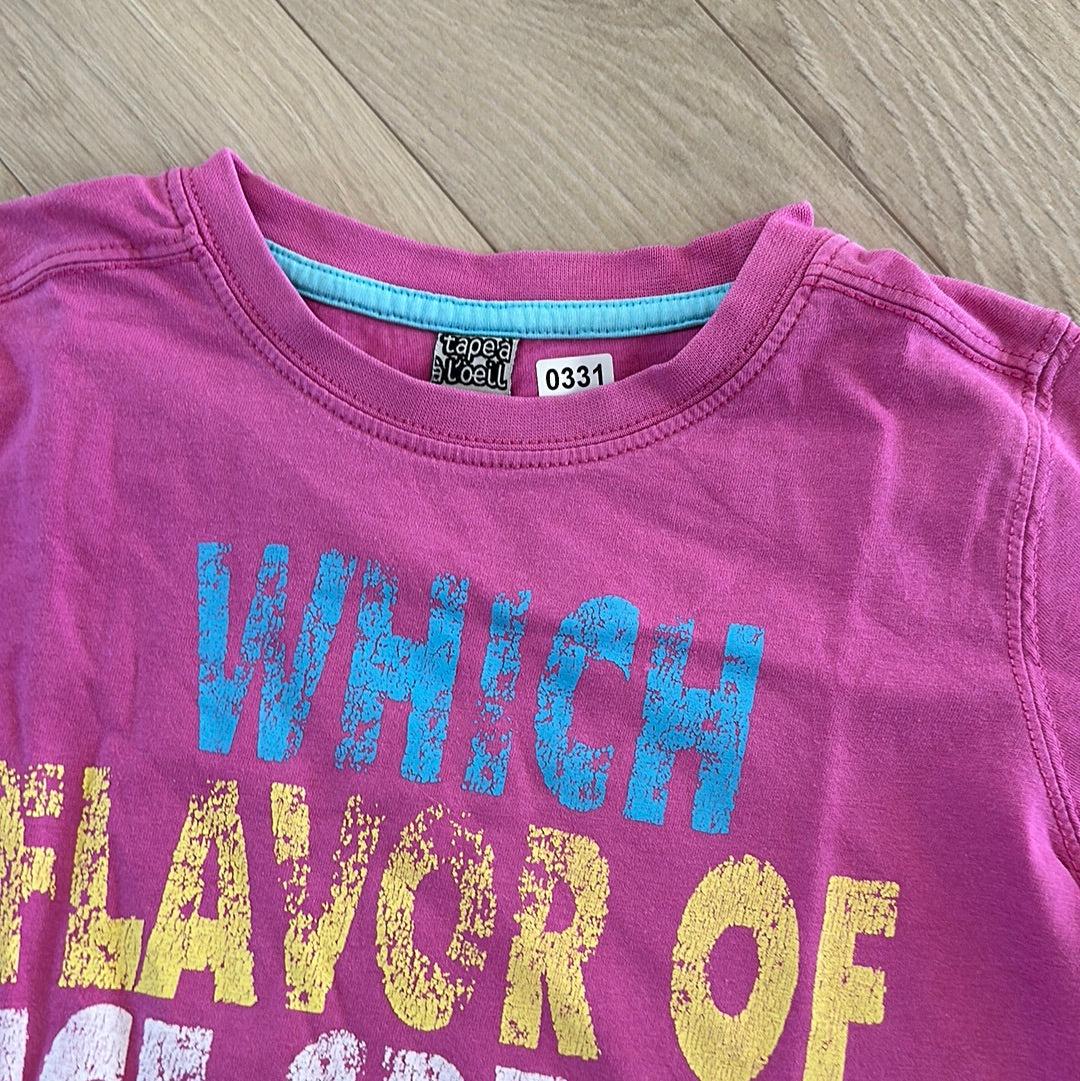 tape à
l'oeil
0331
WHICH
FLAVOR OF